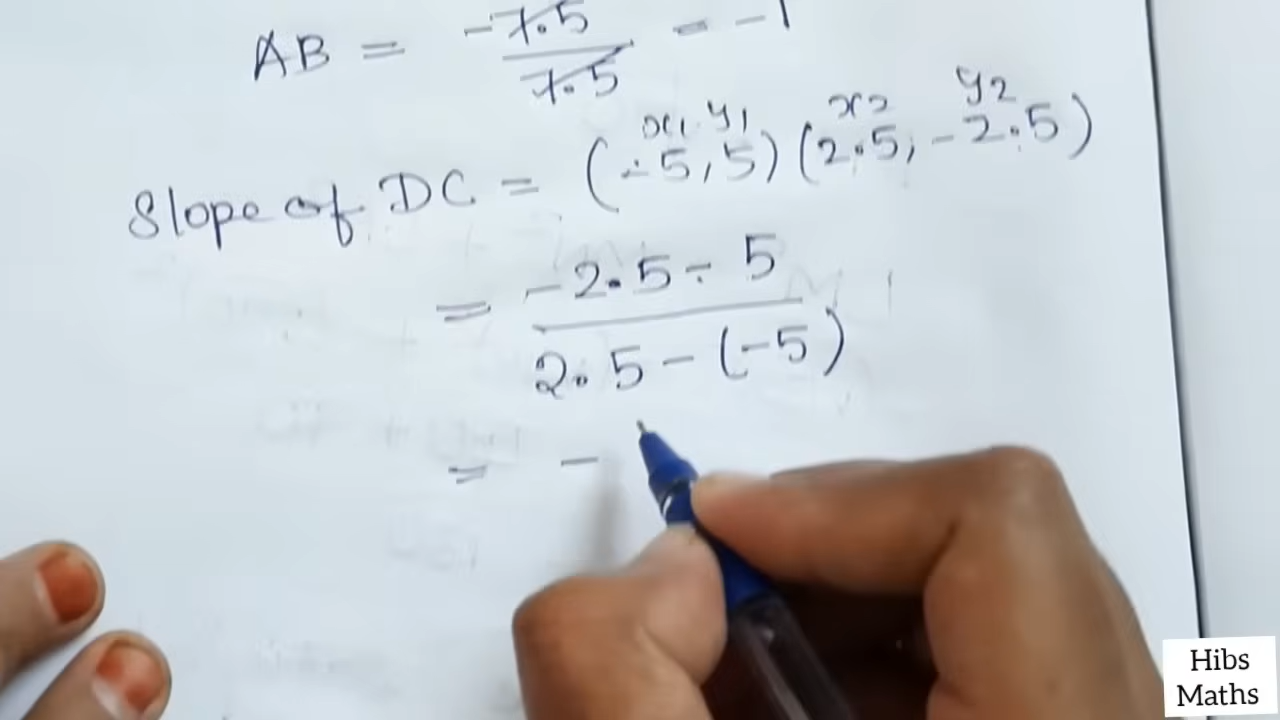 AB = -7.5/7.5 = -1
x1 y1 x2 y2
Slope of DC = (-5, 5) (2.5, -2.5)
= -2.5 - 5 / 2.5 - (-5)
= -
Hibs
Maths